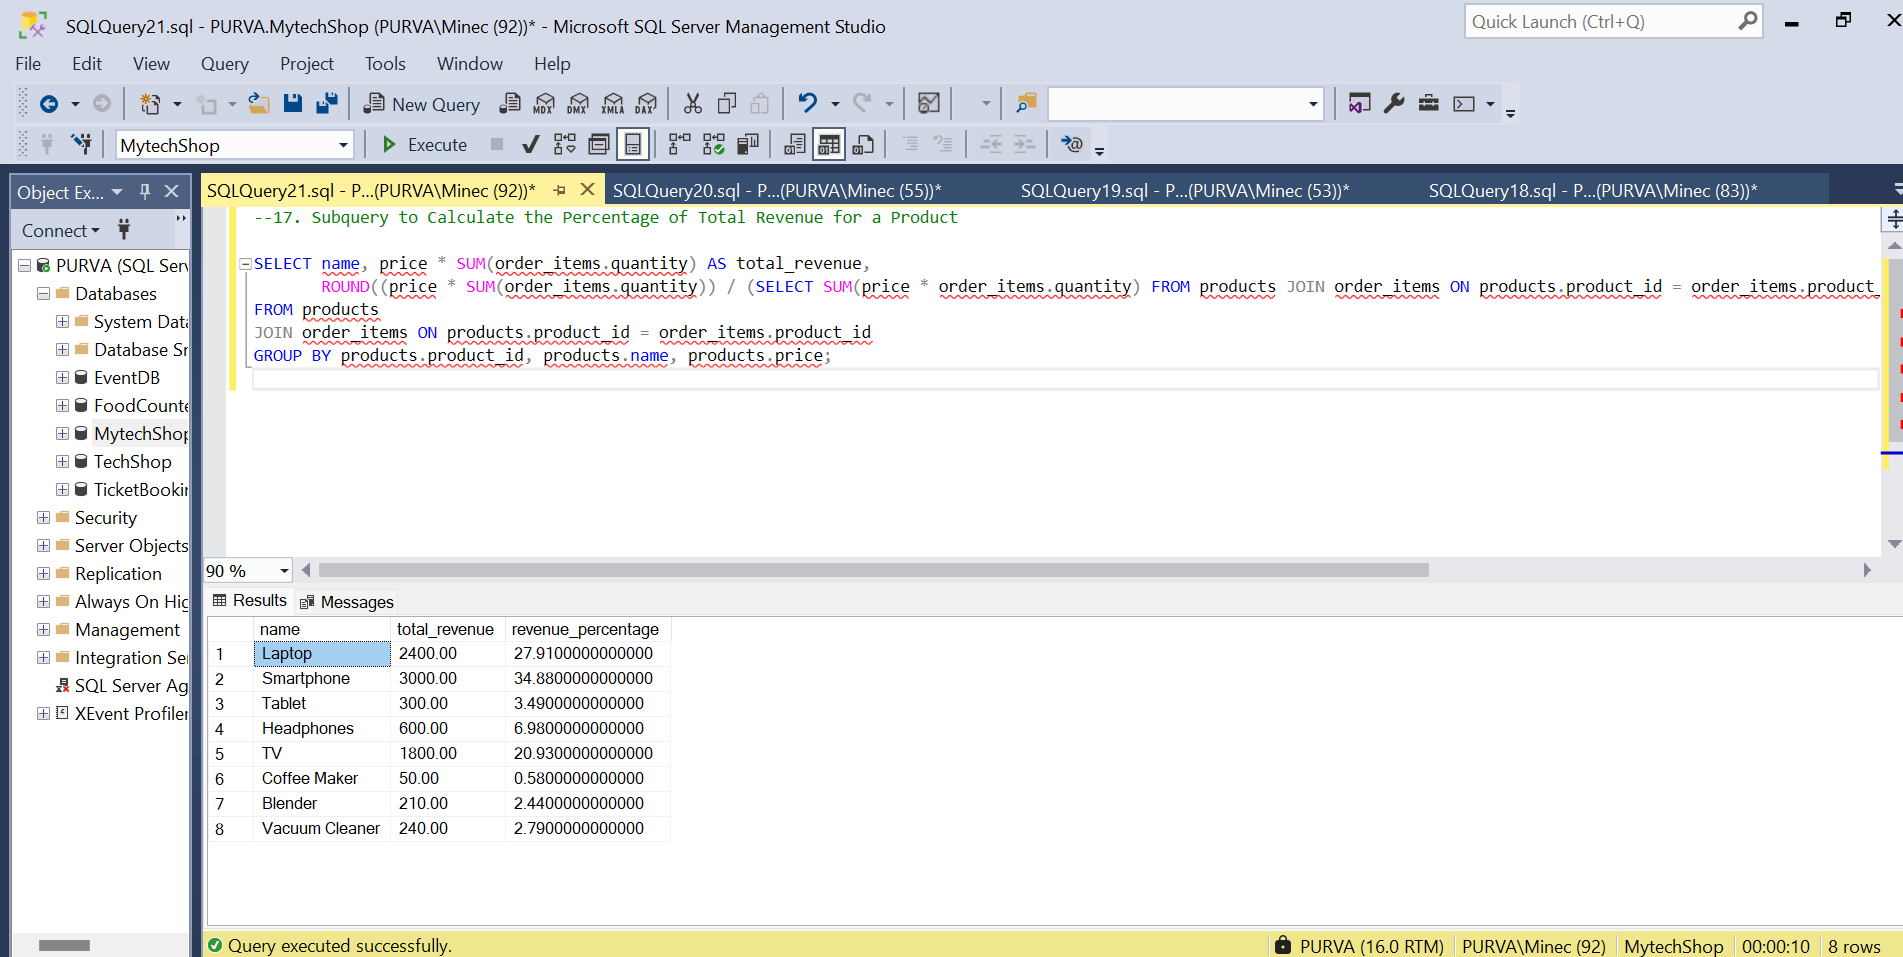 SQLQuery21.sql - PURVA.MytechShop (PURVA\Minec (92))* - Microsoft SQL Server Management Studio
Quick Launch (Ctrl+Q)
File Edit View Query Project Tools Window Help
New Query MDX DMX XMLA DAX
MytechShop Execute
Object Ex...
SQLQuery21.sql - P...(PURVA\Minec (92))* SQLQuery20.sql - P...(PURVA\Minec (55))* SQLQuery19.sql - P...(PURVA\Minec (53))* SQLQuery18.sql - P...(PURVA\Minec (83))*
Connect
PURVA (SQL Serv
Databases
System Data
Database Sn
EventDB
FoodCounte
MytechShop
TechShop
TicketBookin
Security
Server Objects
Replication
Always On Hig
Management
Integration Se
SQL Server Ag
XEvent Profiler
--17. Subquery to Calculate the Percentage of Total Revenue for a Product
SELECT name, price * SUM(order_items.quantity) AS total_revenue,
ROUND((price * SUM(order_items.quantity)) / (SELECT SUM(price * order_items.quantity) FROM products JOIN order_items ON products.product_id = order_items.product_
FROM products
JOIN order_items ON products.product_id = order_items.product_id
GROUP BY products.product_id, products.name, products.price;
90 %
Results Messages
name total_revenue revenue_percentage
1 Laptop 2400.00 27.9100000000000
2 Smartphone 3000.00 34.8800000000000
3 Tablet 300.00 3.4900000000000
4 Headphones 600.00 6.9800000000000
5 TV 1800.00 20.9300000000000
6 Coffee Maker 50.00 0.5800000000000
7 Blender 210.00 2.4400000000000
8 Vacuum Cleaner 240.00 2.7900000000000
Query executed successfully. PURVA (16.0 RTM) PURVA\Minec (92) MytechShop 00:00:10 8 rows